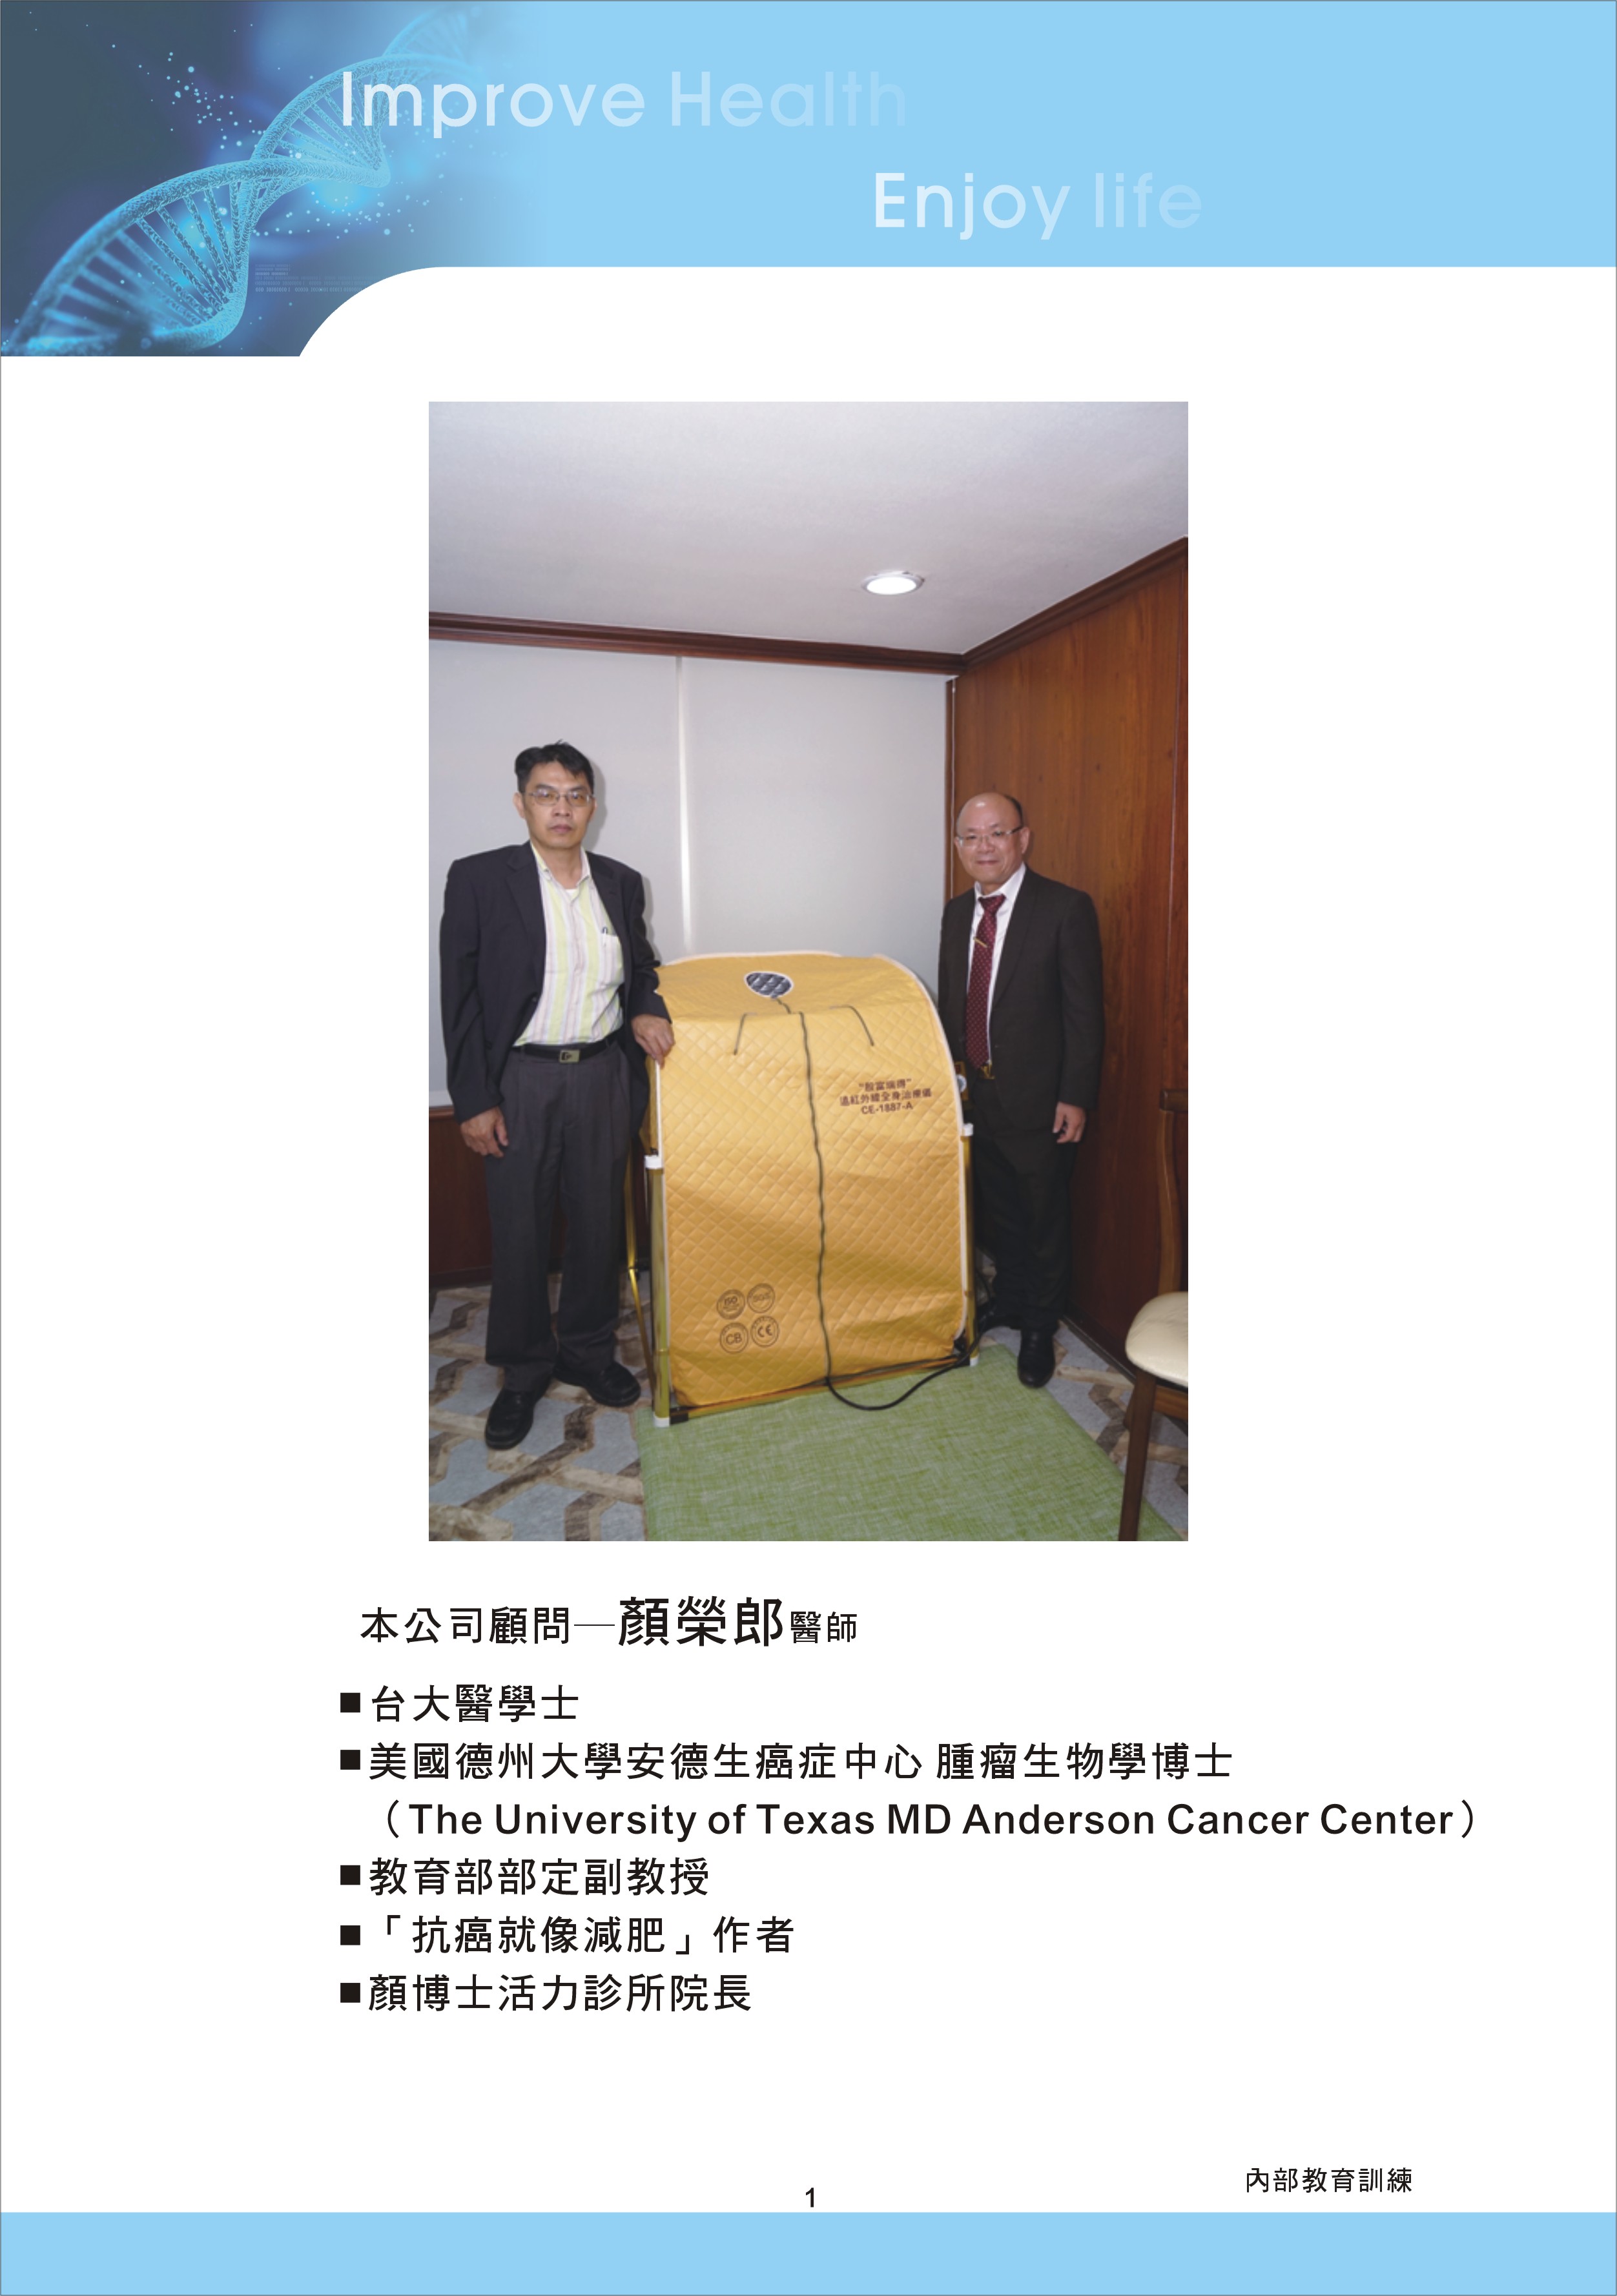 Improve Health
Enjoy life
遠紅外線全身治療儀
CE-1887-A
ISO
CB
CE
本公司顧問—顏榮郎醫師
■台大醫學士
■美國德州大學安德生癌症中心 腫瘤生物學博士
（The University of Texas MD Anderson Cancer Center）
■教育部部定副教授
■「抗癌就像減肥」作者
■顏博士活力診所院長
內部教育訓練
1